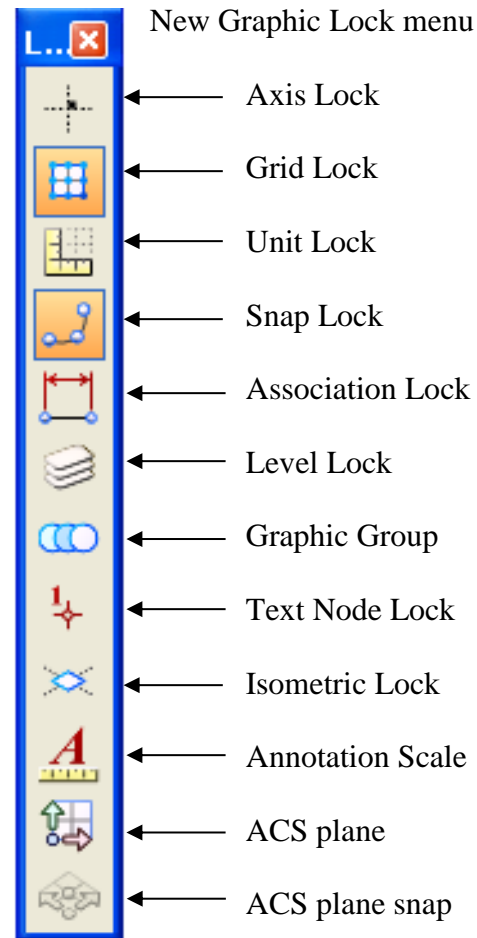 New Graphic Lock menu
L...
Axis Lock
Grid Lock
Unit Lock
Snap Lock
Association Lock
Level Lock
Graphic Group
1
Text Node Lock
Isometric Lock
A
Annotation Scale
ACS plane
ACS plane snap